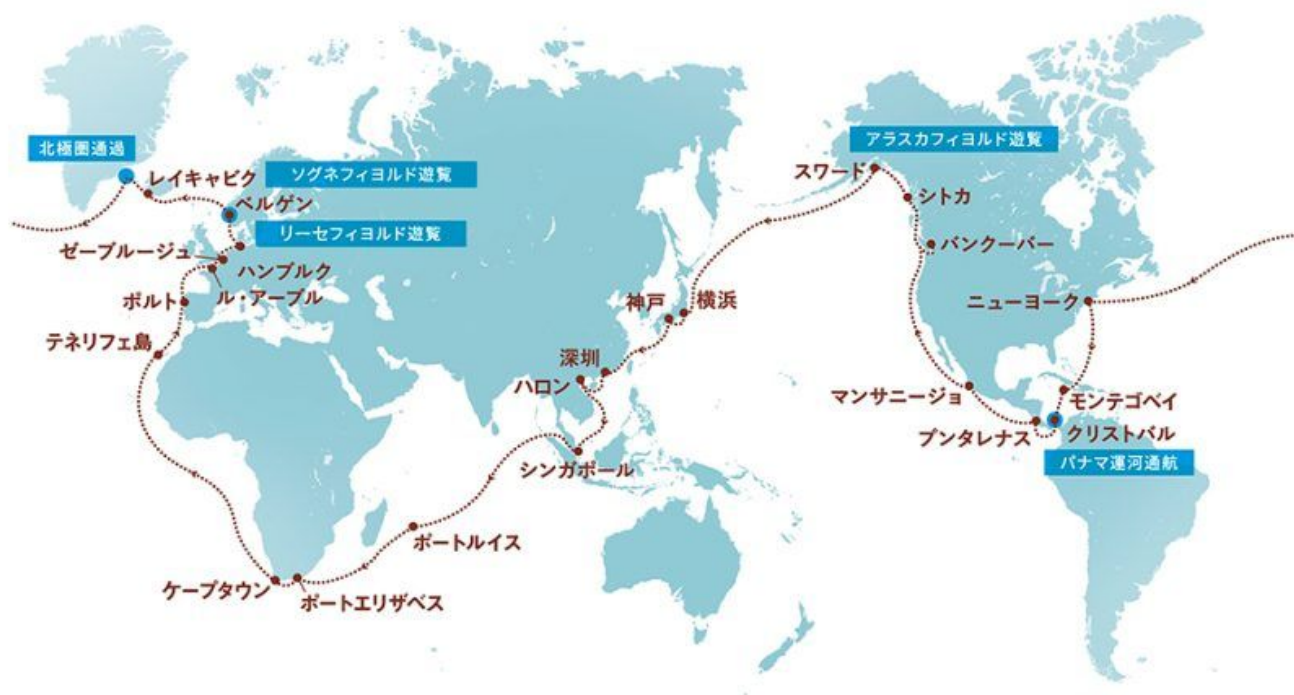 北極圏通過
レイキャビク
ソグネフィヨルド遊覧
ベルゲン
リーセフィヨルド遊覧
ゼーブルージュ
ハンブルク
ル・アーブル
ポルト
テネリフェ島
神戸
横浜
深圳
ハロン
シンガポール
ポートルイス
ケープタウン
ポートエリザベス
アラスカフィヨルド遊覧
スワード
シトカ
バンクーバー
ニューヨーク
マンサニージョ
モンテゴベイ
プンタレナス
クリストバル
パナマ運河通航